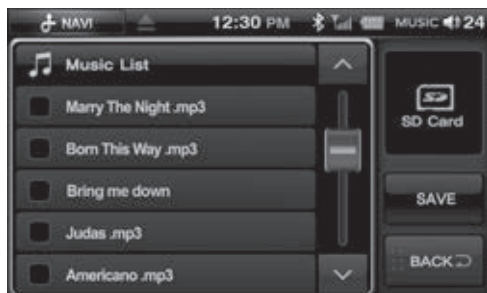 NAVI 12:30 PM MUSIC 24
Music List
Marry The Night .mp3
SD Card
Born This Way .mp3
Bring me down
SAVE
Judas .mp3
BACK
Americano .mp3